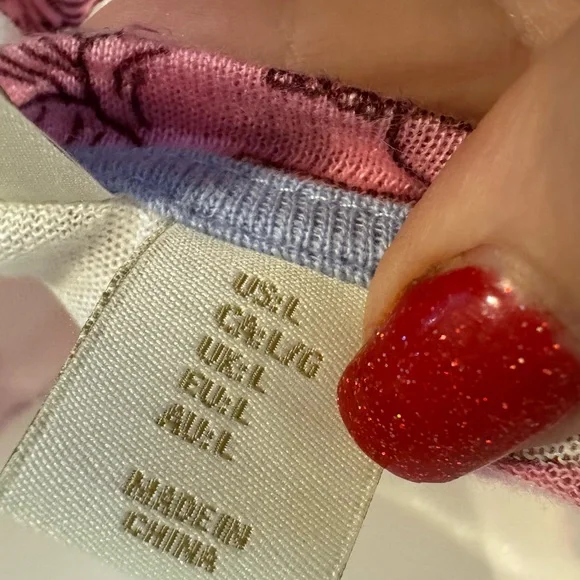 US: L
CA: L/G
UK: L
EU: L
AU: L
MADE IN
CHINA